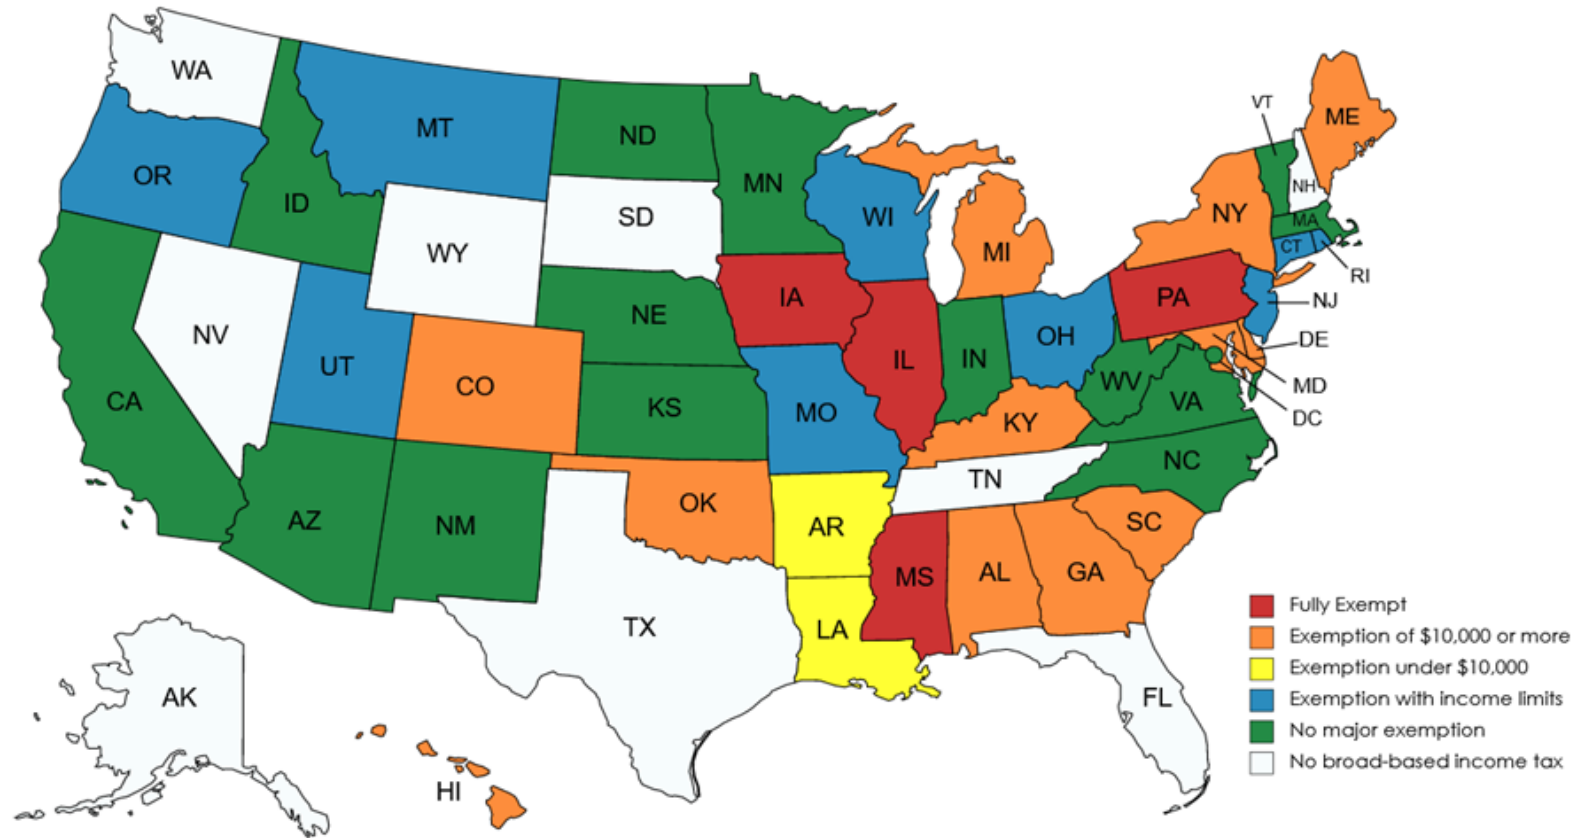 WA
MT
ND
MN
OR
ID
WY
SD
WI
MI
NY
VT
NH
ME
MA
CT
RI
NJ
PA
DE
MD
DC
NV
UT
CO
NE
IA
IL
IN
OH
WV
VA
CA
KS
MO
KY
NC
TN
AZ
NM
OK
AR
SC
MS
AL
GA
TX
LA
FL
AK
HI
Fully Exempt
Exemption of $10,000 or more
Exemption under $10,000
Exemption with income limits
No major exemption
No broad-based income tax